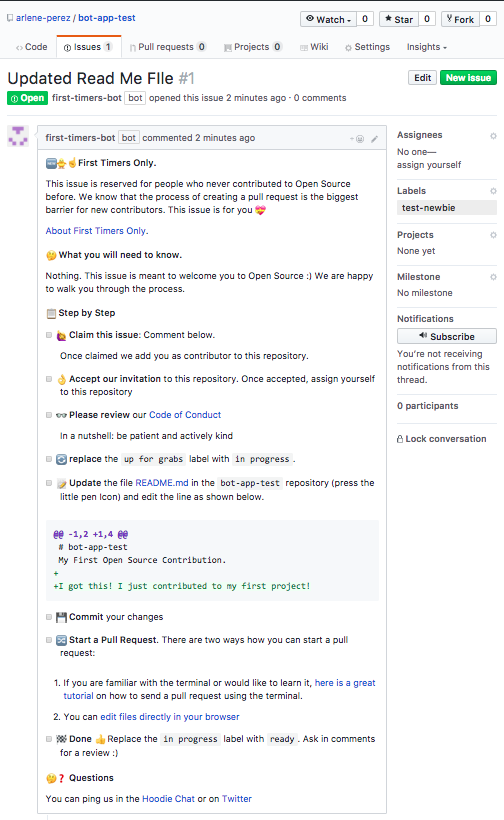 arlene-perez / bot-app-test
Watch 0 Star 0 Fork 0
Code Issues 1 Pull requests 0 Projects 0 Wiki Settings Insights
Updated Read Me FIle #1
Edit New issue
Open first-timers-bot bot opened this issue 2 minutes ago · 0 comments
first-timers-bot bot commented 2 minutes ago
🆕🐥☝️First Timers Only.
This issue is reserved for people who never contributed to Open Source
before. We know that the process of creating a pull request is the biggest
barrier for new contributors. This issue is for you 💝
About First Timers Only.
🤔 What you will need to know.
Nothing. This issue is meant to welcome you to Open Source :) We are happy
to walk you through the process.
📋 Step by Step
🙋 Claim this issue: Comment below.
Once claimed we add you as contributor to this repository.
👌 Accept our invitation to this repository. Once accepted, assign yourself
to this repository
👓 Please review our Code of Conduct
In a nutshell: be patient and actively kind
🔄 replace the up for grabs label with in progress .
📝 Update the file README.md in the bot-app-test repository (press the
little pen Icon) and edit the line as shown below.
@@ -1,2 +1,4 @@
# bot-app-test
My First Open Source Contribution.
+
+I got this! I just contributed to my first project!
💾 Commit your changes
🔀 Start a Pull Request. There are two ways how you can start a pull
request:
1. If you are familiar with the terminal or would like to learn it, here is a great
tutorial on how to send a pull request using the terminal.
2. You can edit files directly in your browser
🏁 Done 👍 Replace the in progress label with ready . Ask in comments
for a review :)
🤔❓ Questions
You can ping us in the Hoodie Chat or on Twitter
Assignees
No one—
assign yourself
Labels
test-newbie
Projects
None yet
Milestone
No milestone
Notifications
Subscribe
You're not receiving
notifications from this
thread.
0 participants
Lock conversation